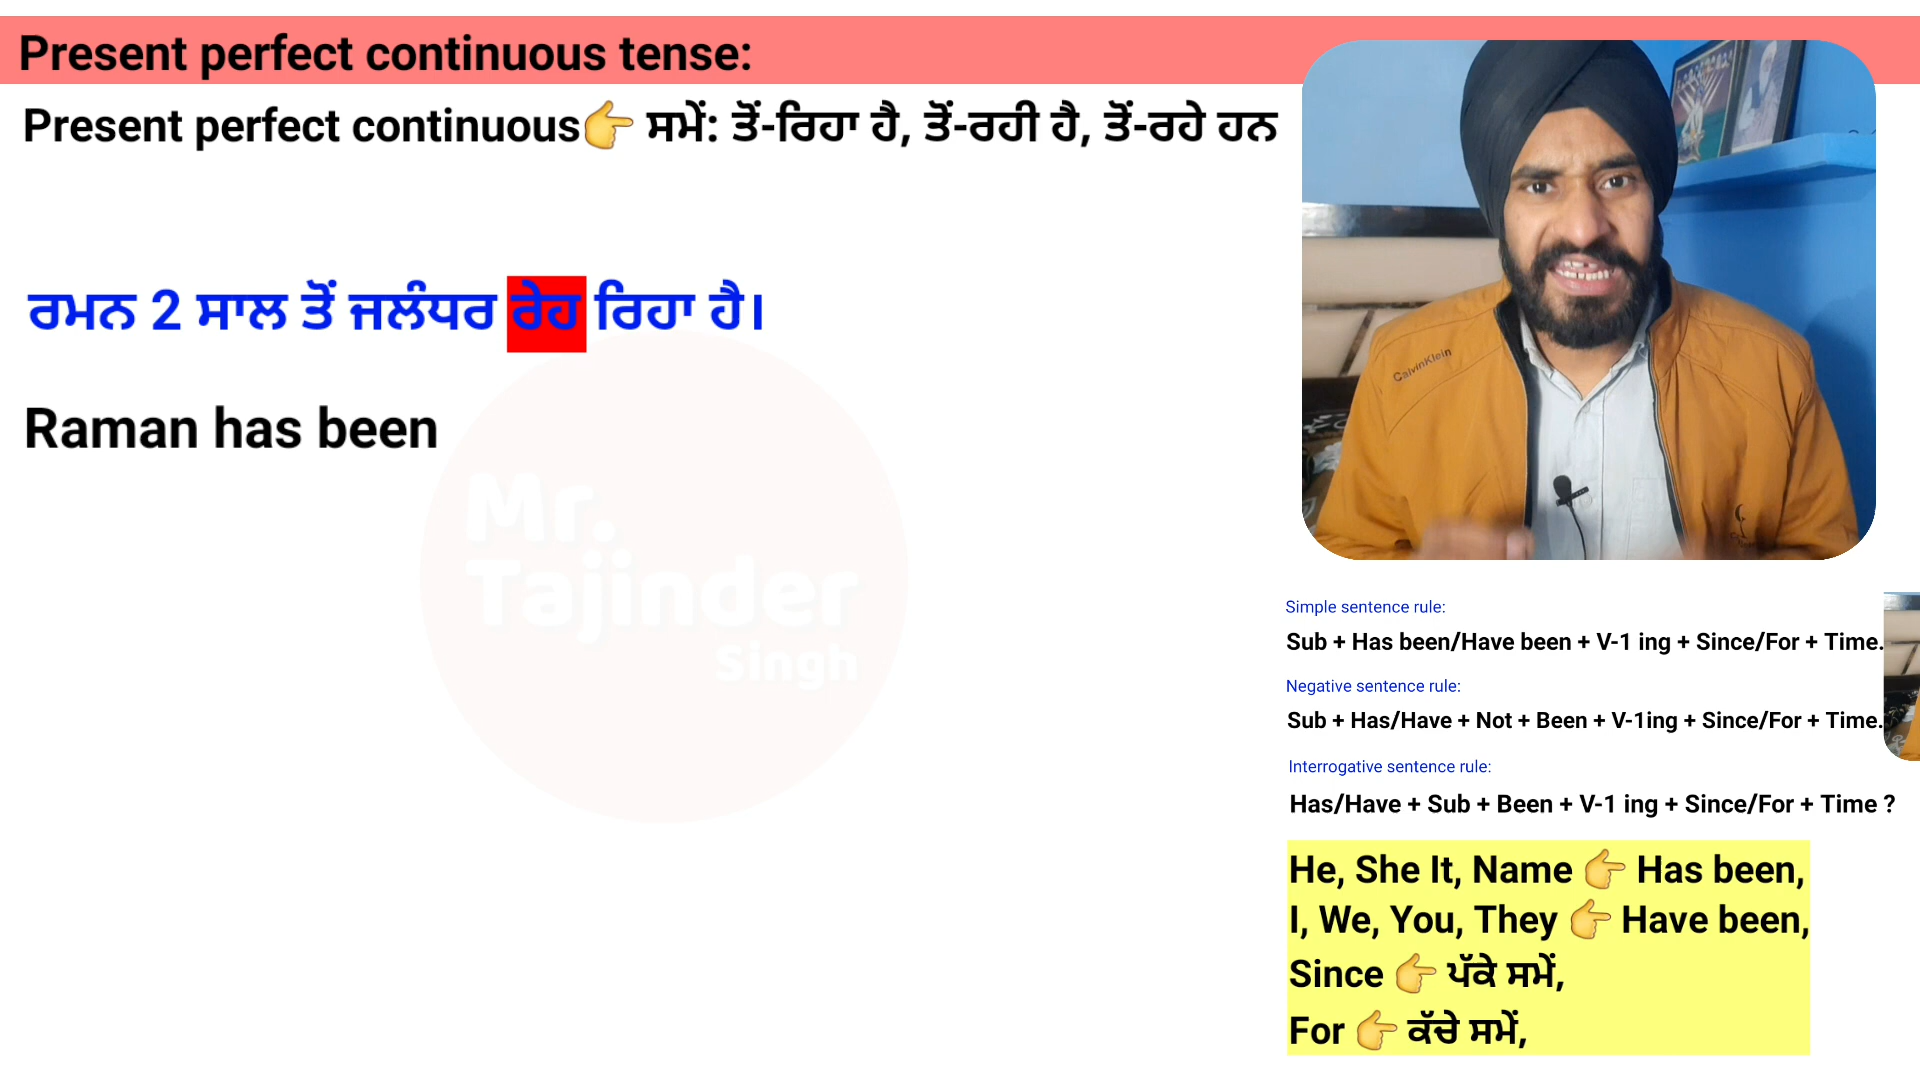 Present perfect continuous tense:
Present perfect continuous👉 ਸਮੇਂ: ਤੋਂ-ਰਿਹਾ ਹੈ, ਤੋਂ-ਰਹੀ ਹੈ, ਤੋਂ-ਰਹੇ ਹਨ
ਰਮਨ 2 ਸਾਲ ਤੋਂ ਜਲੰਧਰ ਰੇਹ ਰਿਹਾ ਹੈ।
Raman has been
Mr.
Tajinder
Singh
CalvinKlein
Simple sentence rule:
Sub + Has been/Have been + V-1 ing + Since/For + Time.
Negative sentence rule:
Sub + Has/Have + Not + Been + V-1ing + Since/For + Time.
Interrogative sentence rule:
Has/Have + Sub + Been + V-1 ing + Since/For + Time ?
He, She It, Name 👉 Has been,
I, We, You, They 👉 Have been,
Since 👉 ਪੱਕੇ ਸਮੇਂ,
For 👉 ਕੱਚੇ ਸਮੇਂ,